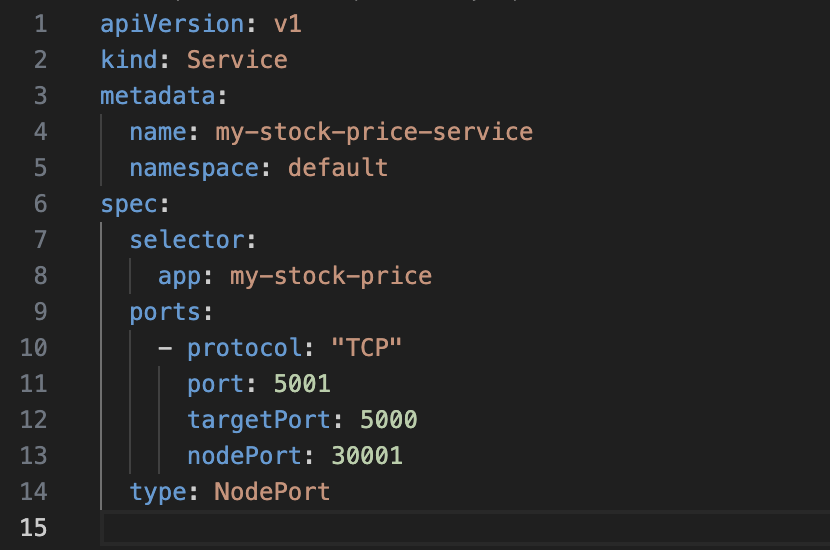 1 apiVersion: v1
2 kind: Service
3 metadata:
4   name: my-stock-price-service
5   namespace: default
6 spec:
7   selector:
8     app: my-stock-price
9   ports:
10     - protocol: "TCP"
11       port: 5001
12       targetPort: 5000
13       nodePort: 30001
14   type: NodePort
15